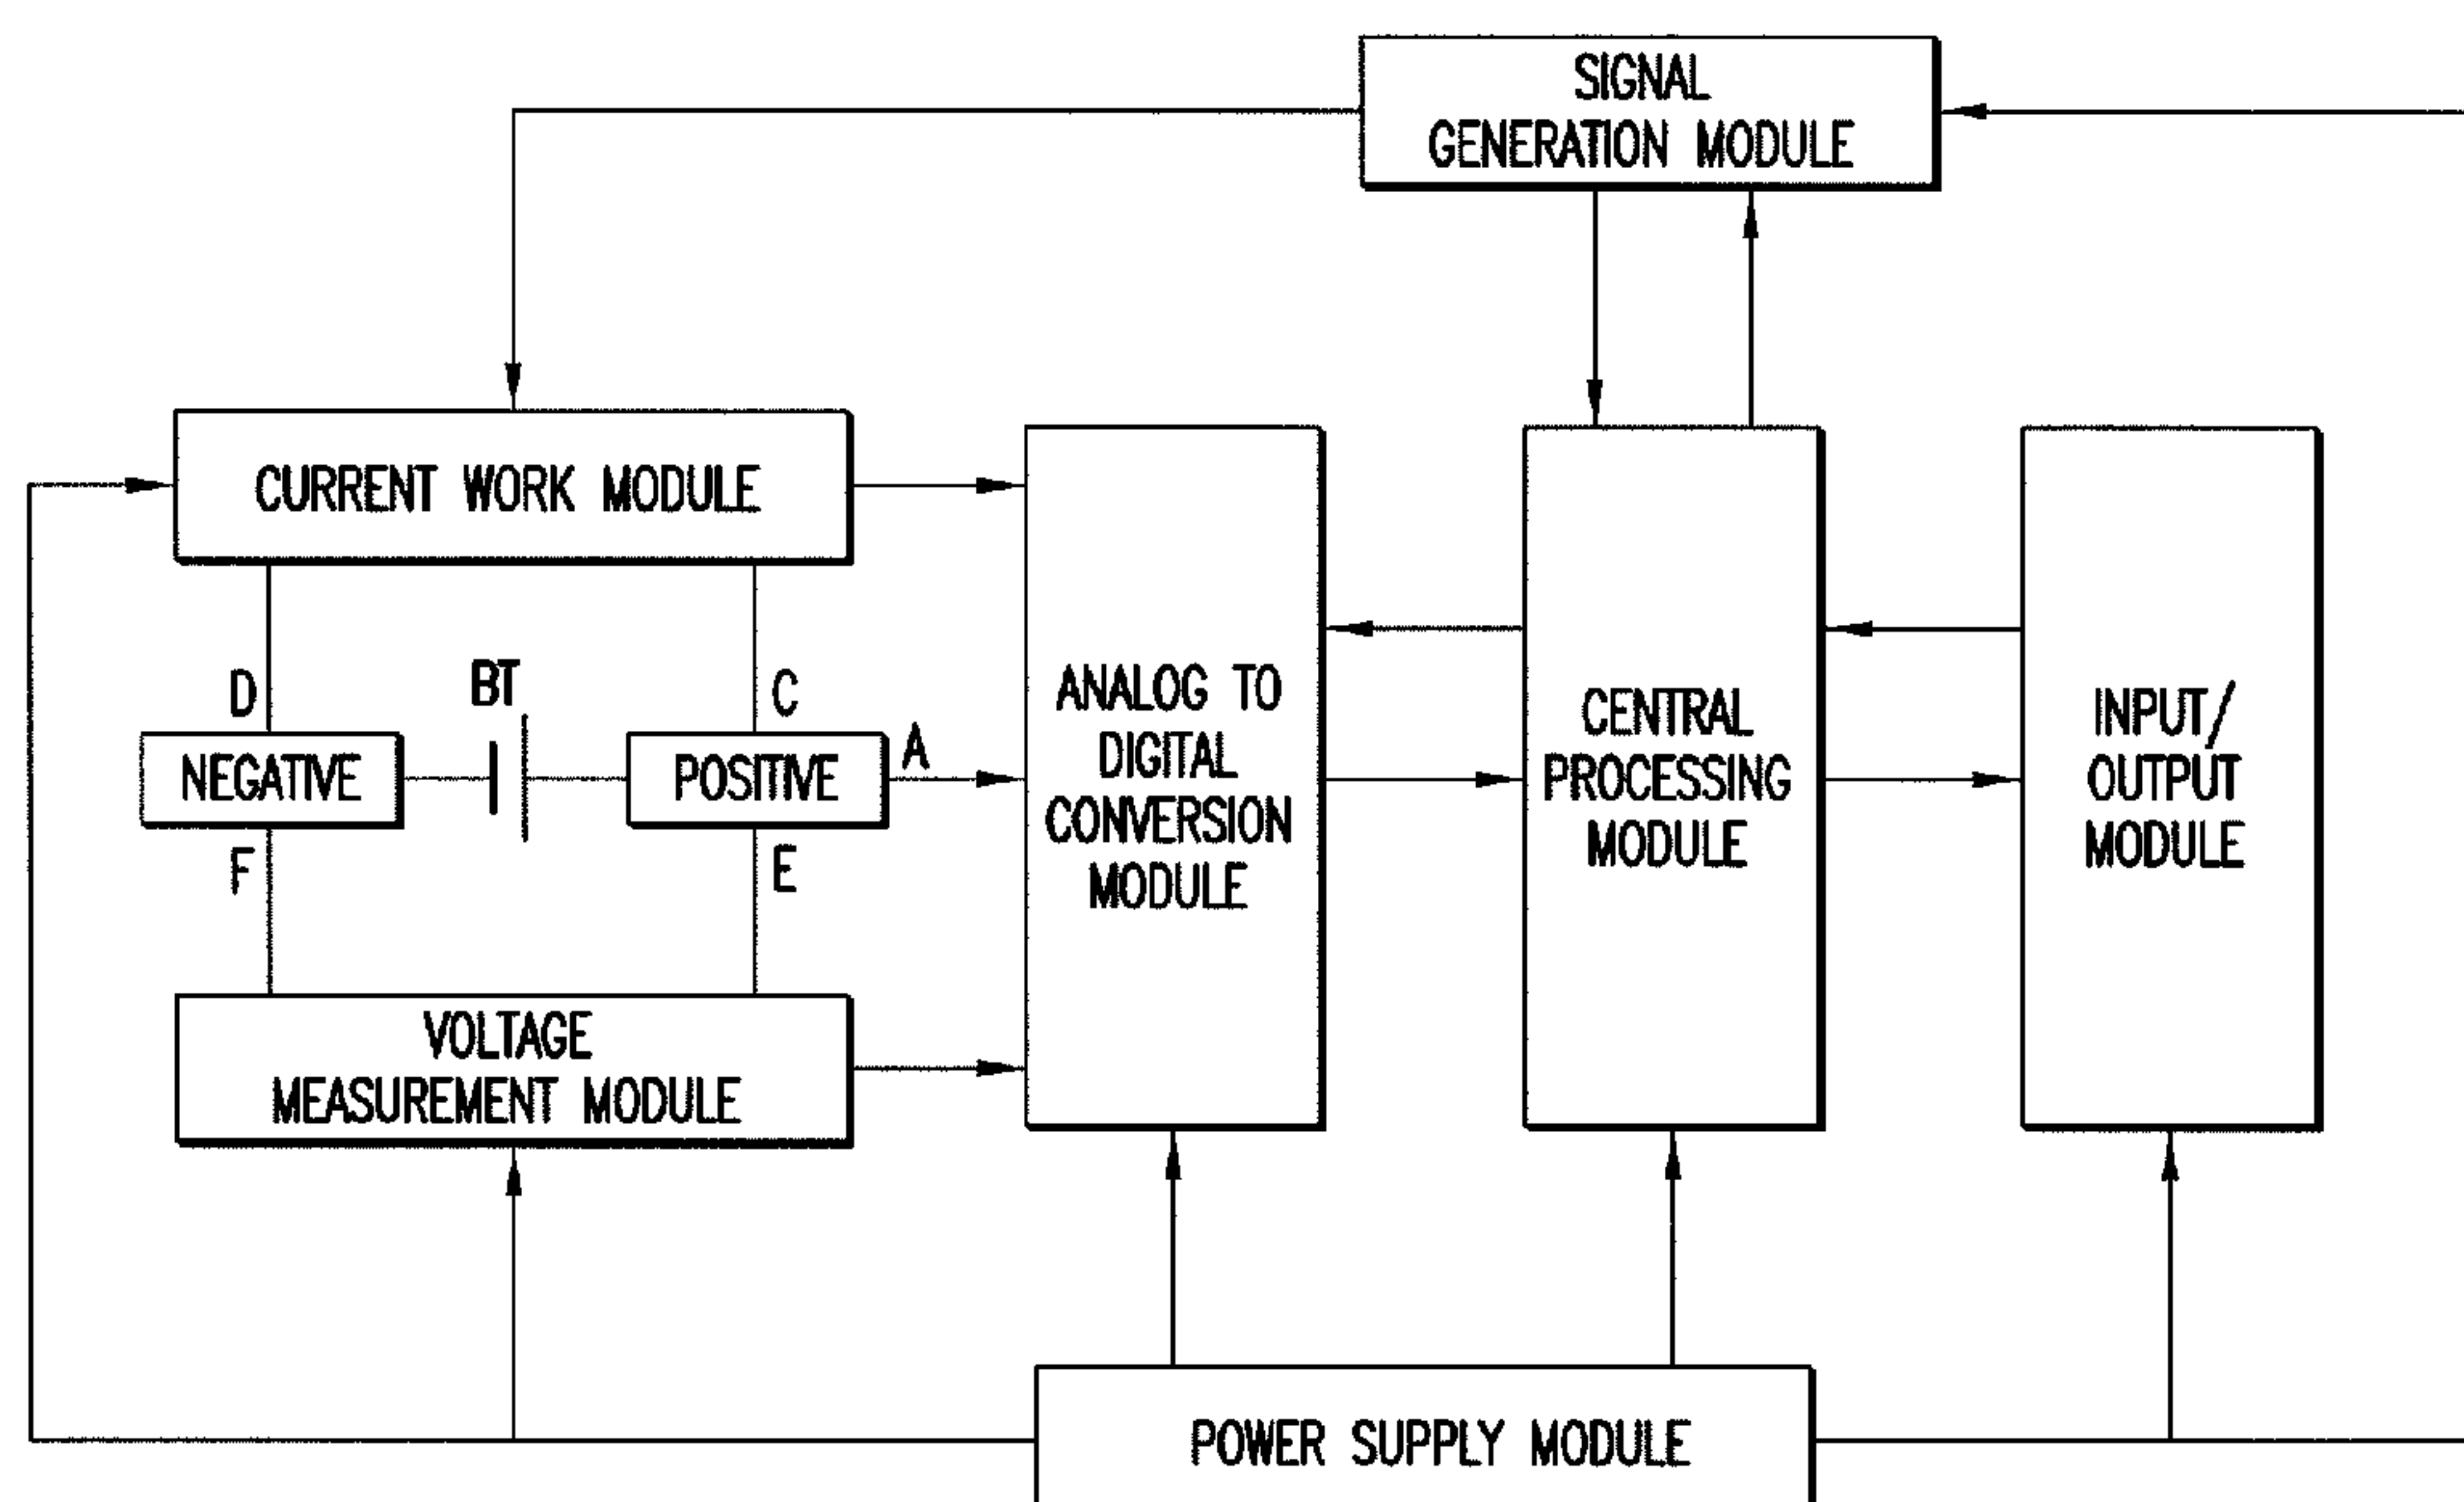 SIGNAL
GENERATION MODULE
CURRENT WORK MODULE
D
BT
C
NEGATIVE
POSITIVE
A
F
E
VOLTAGE
MEASUREMENT MODULE
ANALOG TO
DIGITAL
CONVERSION
MODULE
CENTRAL
PROCESSING
MODULE
INPUT/
OUTPUT
MODULE
POWER SUPPLY MODULE